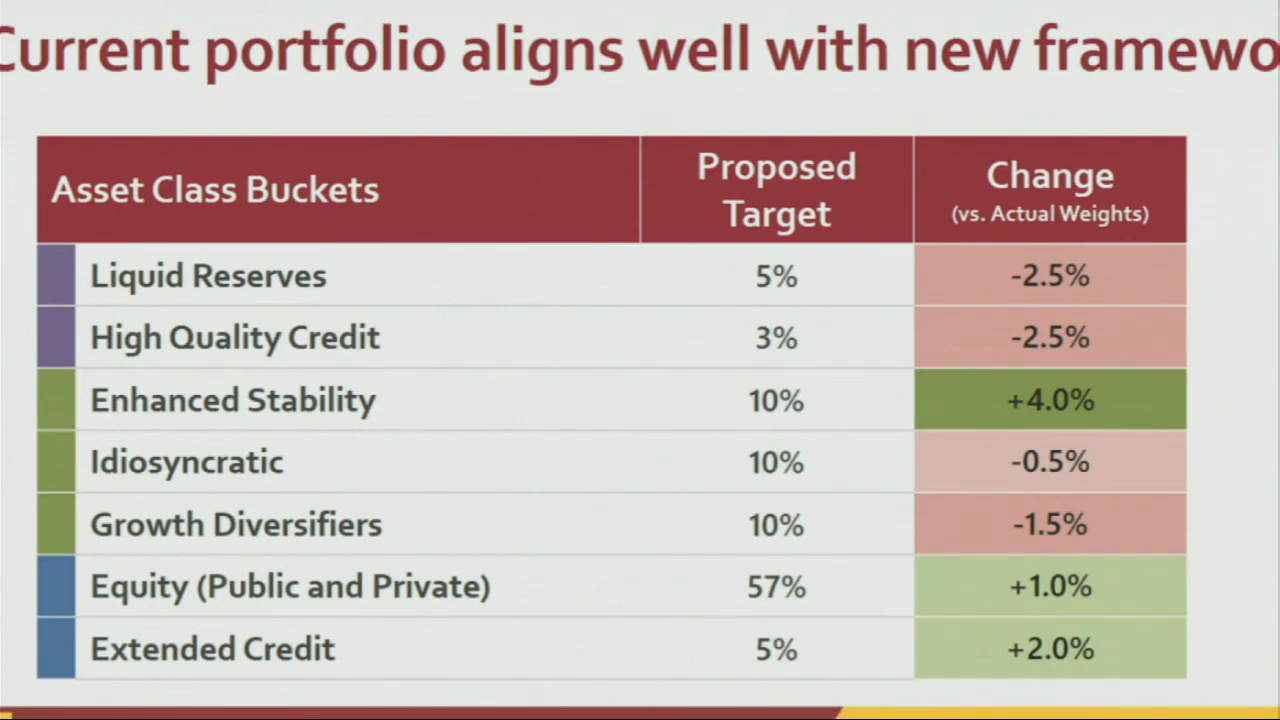 Current portfolio aligns well with new framewo
Asset Class Buckets
Proposed
Target
Change
(vs. Actual Weights)
Liquid Reserves 5% -2.5%
High Quality Credit 3% -2.5%
Enhanced Stability 10% +4.0%
Idiosyncratic 10% -0.5%
Growth Diversifiers 10% -1.5%
Equity (Public and Private) 57% +1.0%
Extended Credit 5% +2.0%